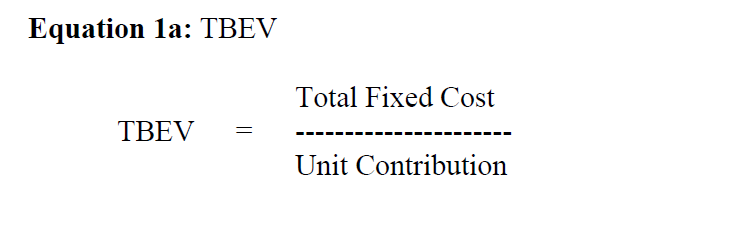 Equation 1a: TBEV
Total Fixed Cost
TBEV = ----------------------
Unit Contribution